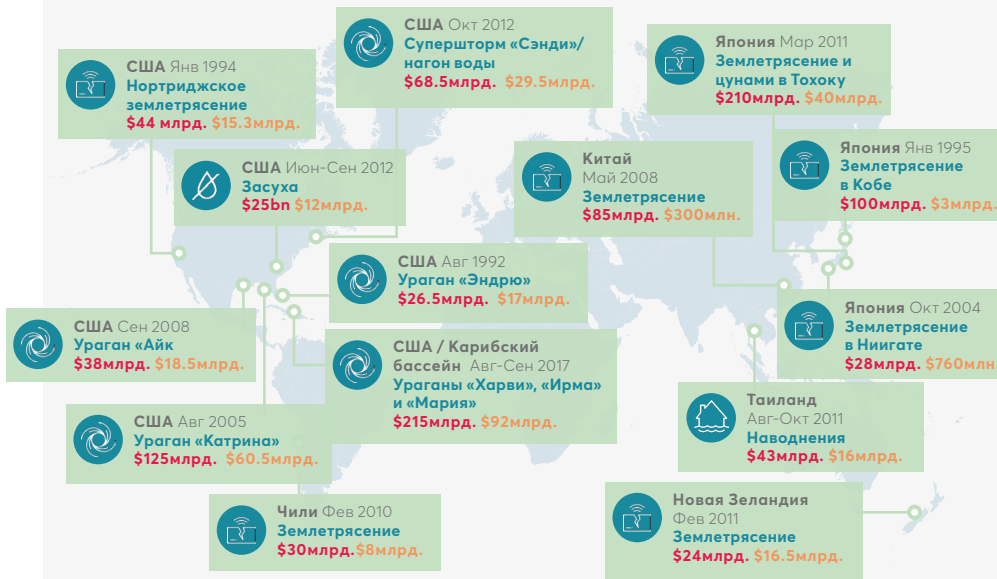 США Окт 2012
Супершторм «Сэнди»/
нагон воды
$68.5млрд. $29.5млрд.
Япония Мар 2011
Землетрясение и
цунами в Тохоку
$210млрд. $40млрд.
США Янв 1994
Нортриджское
землетрясение
$44 млрд. $15.3млрд.
США Июн-Сен 2012
Засуха
$25bn $12млрд.
Китай
Май 2008
Землетрясение
$85млрд. $300млн.
Япония Янв 1995
Землетрясение
в Кобе
$100млрд. $3млрд.
США Авг 1992
Ураган «Эндрю»
$26.5млрд. $17млрд.
США Сен 2008
Ураган «Айк
$38млрд. $18.5млрд.
США / Карибский
бассейн Авг-Сен 2017
Ураганы «Харви», «Ирма»
и «Мария»
$215млрд. $92млрд.
Япония Окт 2004
Землетрясение
в Ниигате
$28млрд. $760млн.
США Авг 2005
Ураган «Катрина»
$125млрд. $60.5млрд.
Таиланд
Авг-Окт 2011
Наводнения
$43млрд. $16млрд.
Чили Фев 2010
Землетрясение
$30млрд.$8млрд.
Новая Зеландия
Фев 2011
Землетрясение
$24млрд. $16.5млрд.